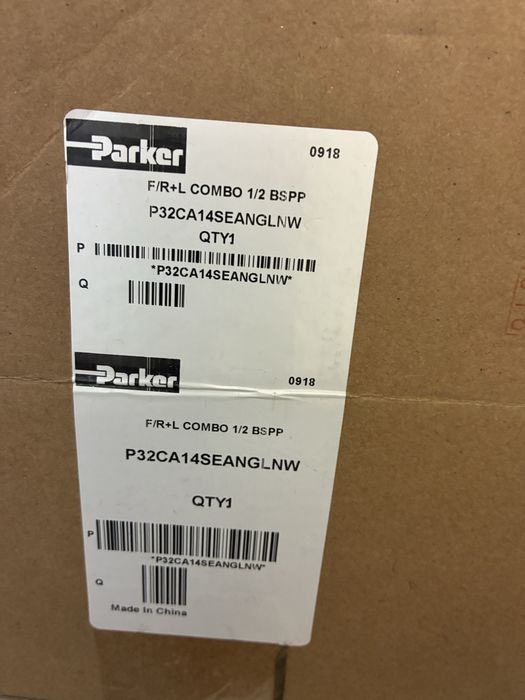 Parker
0918
F/R+L COMBO 1/2 BSPP
P32CA14SEANGLNW
QTY1
P
*P32CA14SEANGLNW*
Q
Parker
0918
F/R+L COMBO 1/2 BSPP
P32CA14SEANGLNW
QTY1
P
*P32CA14SEANGLNW*
Q
Made In China